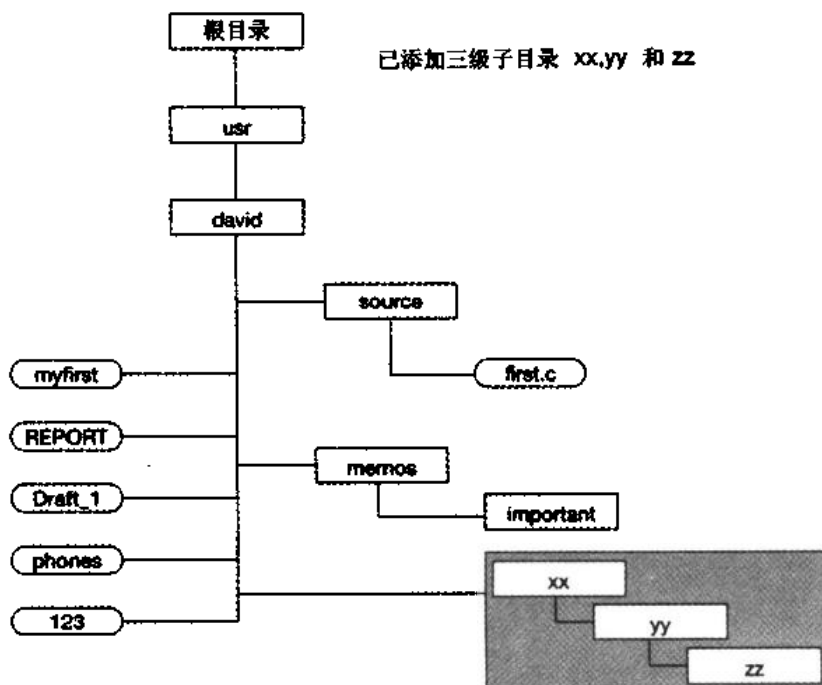 根目录
已添加三级子目录 xx,yy 和 zz
usr
david
source
myfirst
first.c
REPORT
memos
Draft_1
important
phones
xx
123
yy
zz